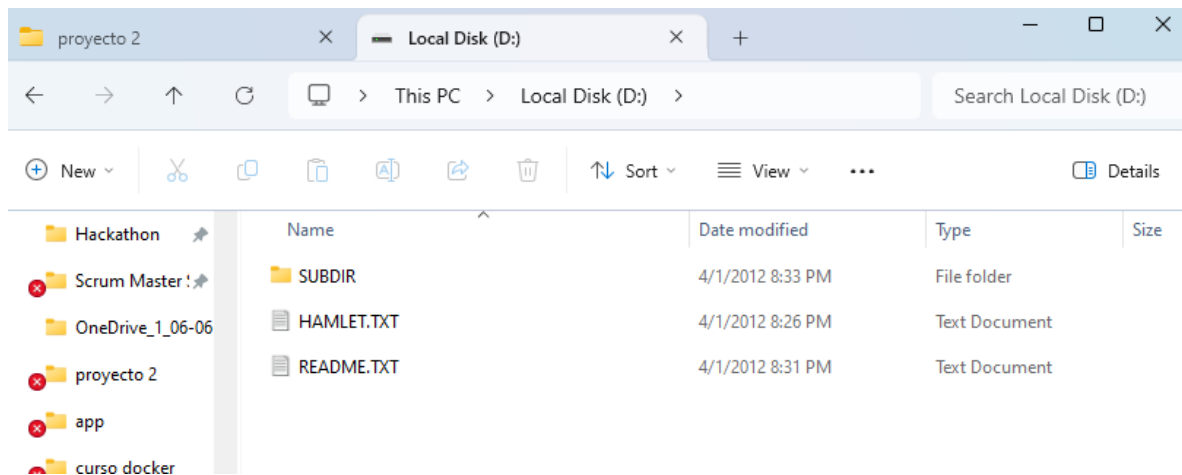 proyecto 2
Local Disk (D:)
This PC > Local Disk (D:) >
Search Local Disk (D:)
New
Sort
View
Details
Hackathon
Name
Date modified
Type
Size
Scrum Master
SUBDIR
4/1/2012 8:33 PM
File folder
OneDrive_1_06-06
HAMLET.TXT
4/1/2012 8:26 PM
Text Document
proyecto 2
README.TXT
4/1/2012 8:31 PM
Text Document
app
curso docker